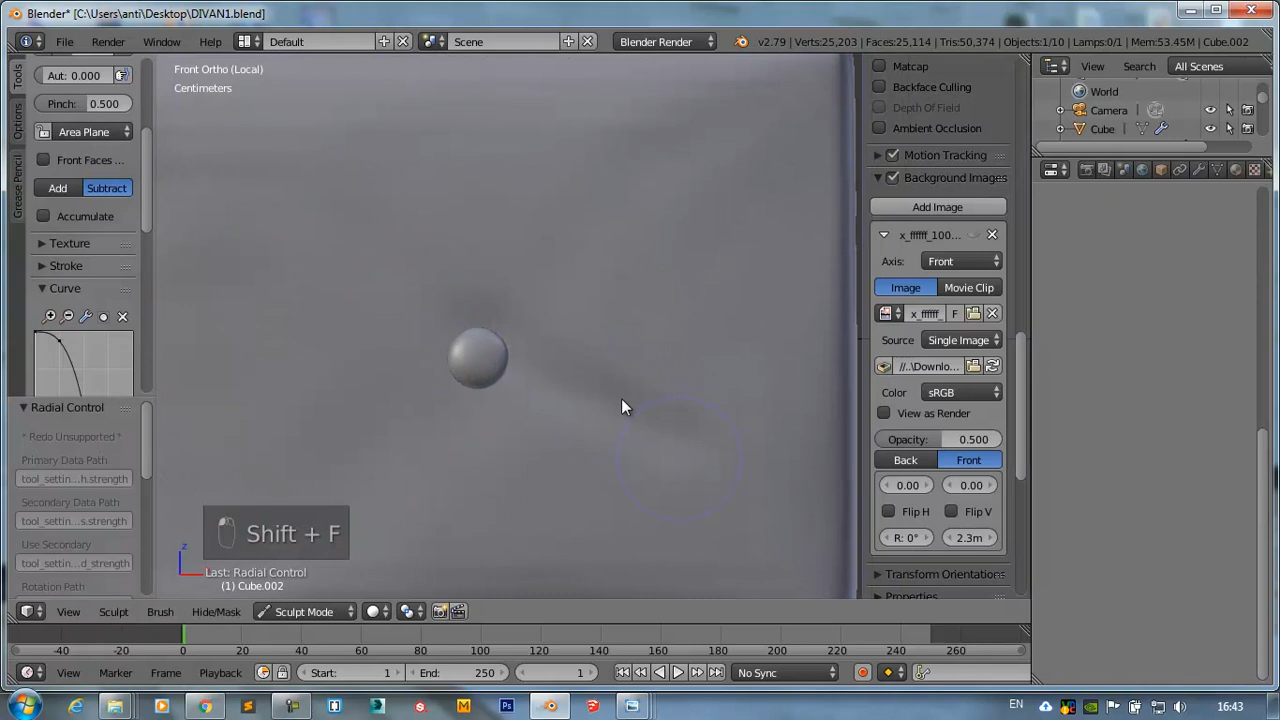 Blender* [C:\Users\anti\Desktop\DIVAN1.blend]
File Render Window Help Default Scene Blender Render v2.79 | Verts:25,203 | Faces:25,114 | Tris:50,374 | Objects:1/10 | Lamps:0/1 | Mem:53.45M | Cube.002
Tools
Options
Grease Pencil
Aut: 0.000
Pinch: 0.500
Area Plane
Front Faces ...
Add Subtract
Accumulate
Texture
Stroke
Curve
Radial Control
* Redo Unsupported *
Primary Data Path
tool_settin...h.strength
Secondary Data Path
tool_settin...s.strength
Use Secondary
tool_settin...d_strength
Rotation Path
Front Ortho (Local)
Centimeters
Shift + F
z
Last: Radial Control
(1) Cube.002
Matcap
Backface Culling
Depth Of Field
Ambient Occlusion
Motion Tracking
Background Images
Add Image
x_ffffff_100...
Axis: Front
Image Movie Clip
x_ffffff_ F
Source Single Image
//..\Downlo...
Color sRGB
View as Render
Opacity: 0.500
Back Front
0.00 0.00
Flip H Flip V
R: 0° 2.3m
Transform Orientations
Properties
View Search All Scenes
World
Camera
Cube
View Sculpt Brush Hide/Mask Sculpt Mode
-40 -20 0 20 40 60 80 100 120 140 160 180 200 220 240 260
View Marker Frame Playback Start: 1 End: 250 1 No Sync
EN 16:43